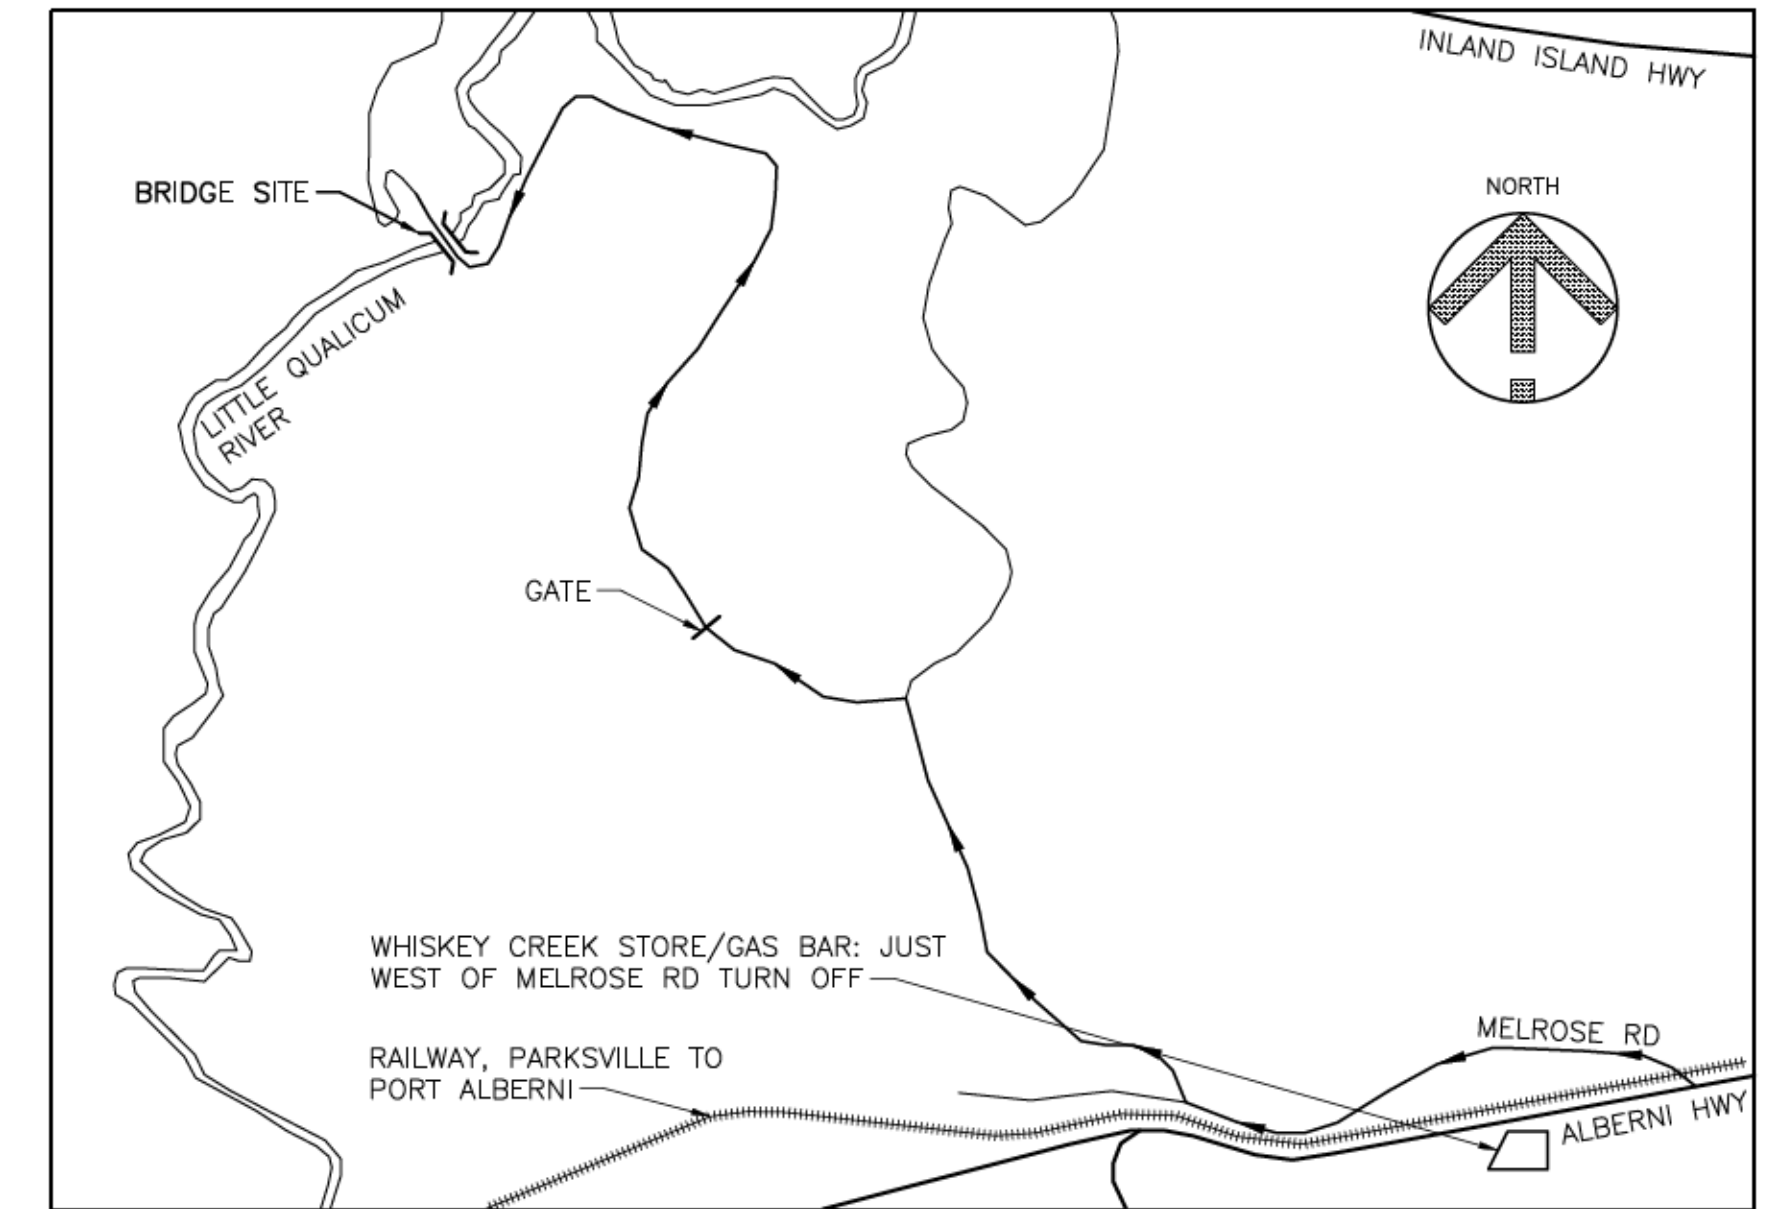 INLAND ISLAND HWY
NORTH
BRIDGE SITE
LITTLE QUALICUM
RIVER
GATE
WHISKEY CREEK STORE/GAS BAR: JUST
WEST OF MELROSE RD TURN OFF
MELROSE RD
RAILWAY, PARKSVILLE TO
PORT ALBERNI
ALBERNI HWY